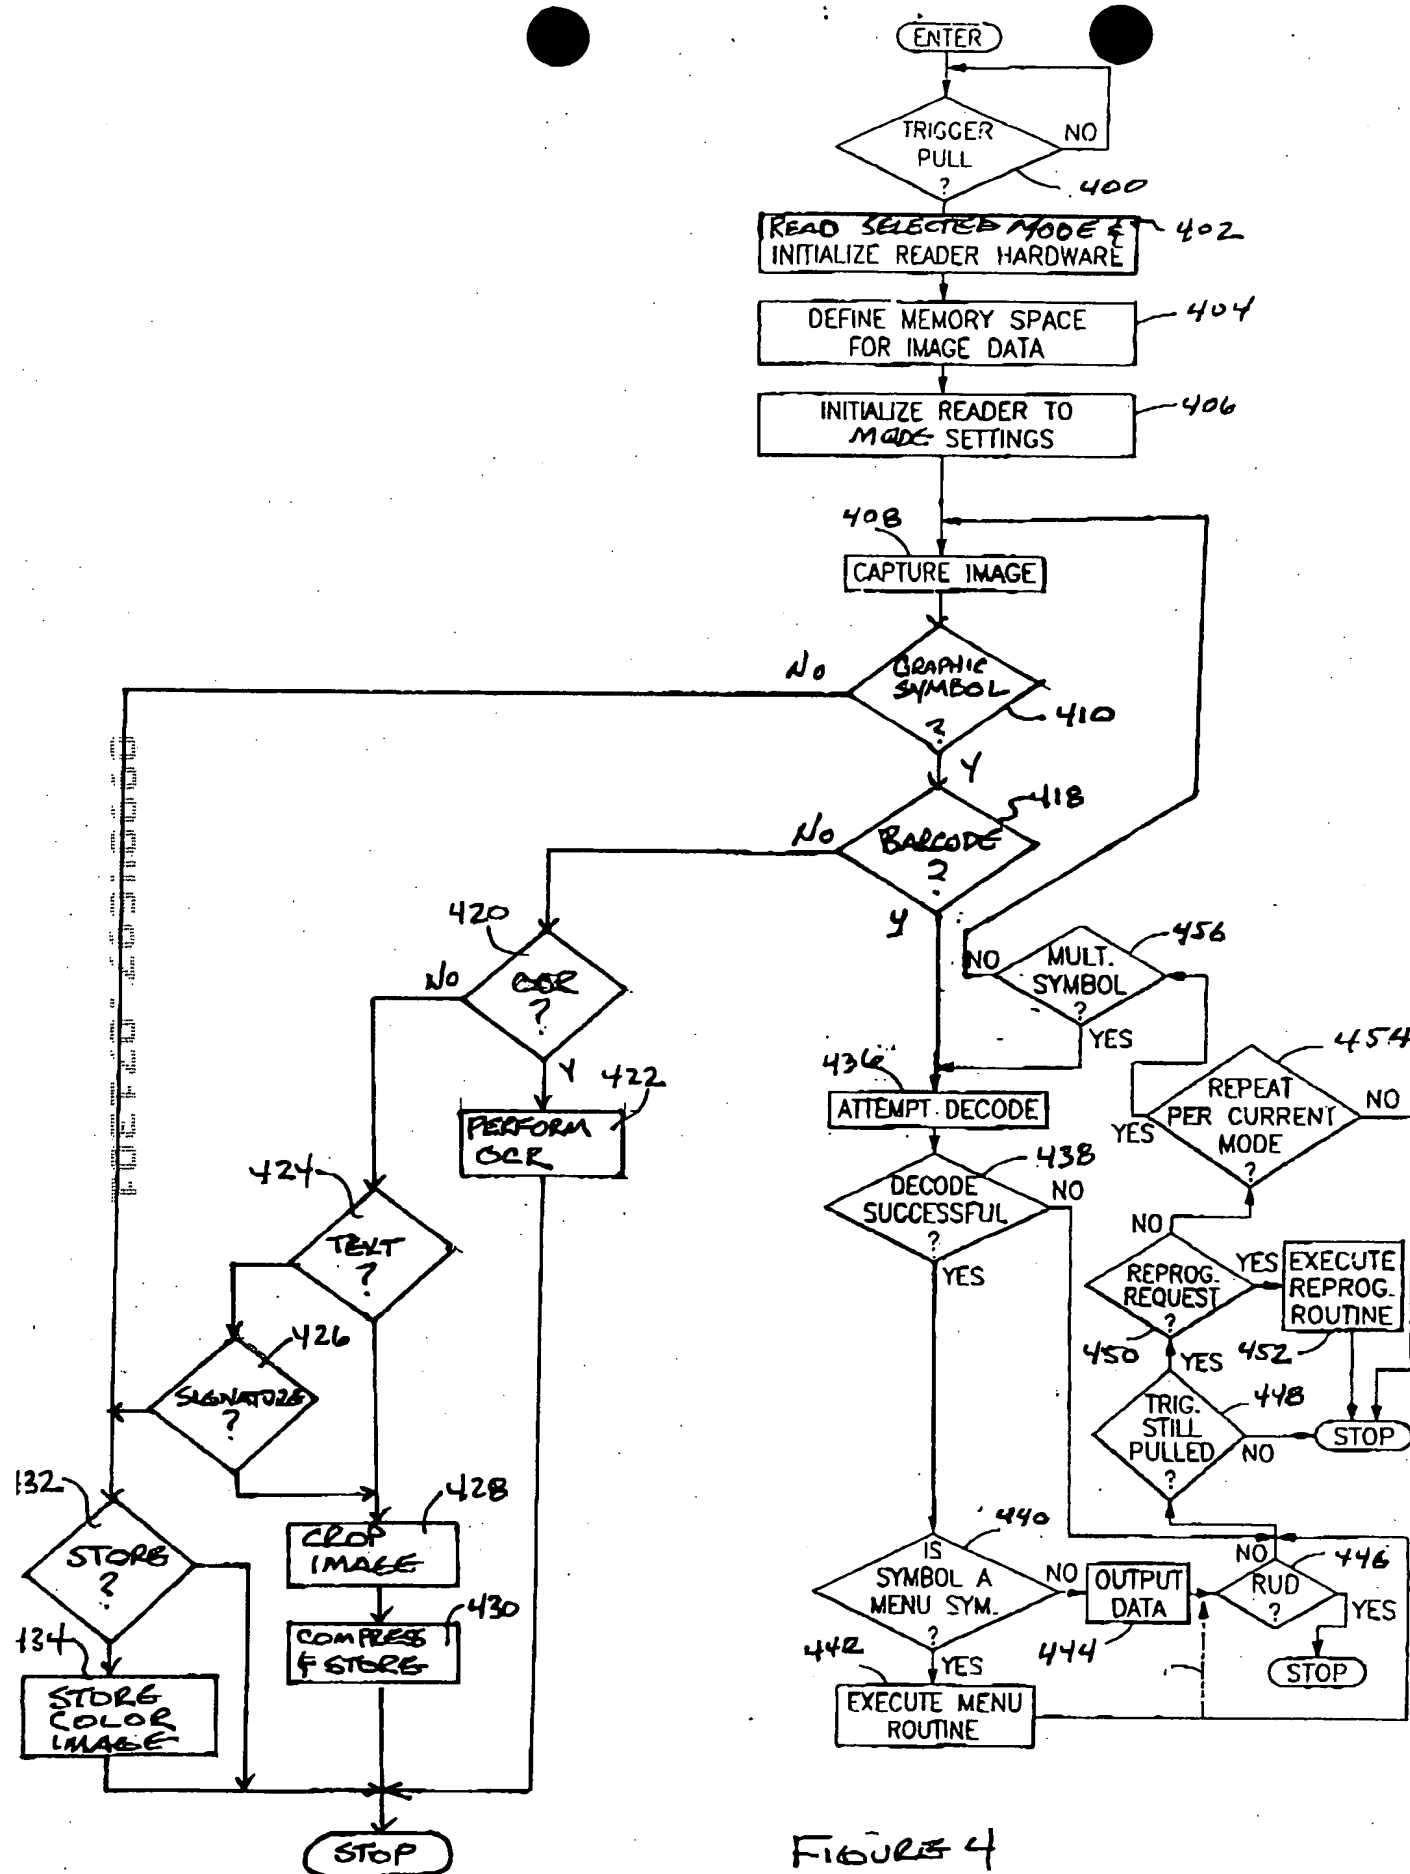 ENTER
TRIGGER
PULL
?
NO
400
READ SELECTED MODE &
INITIALIZE READER HARDWARE
402
DEFINE MEMORY SPACE
FOR IMAGE DATA
404
INITIALIZE READER TO
MODE SETTINGS
406
408
CAPTURE IMAGE
GRAPHIC
SYMBOL
?
No
410
Y
BARCODE
?
418
No
Y
420
OCR
?
No
Y
422
PERFORM
OCR
424
TEXT
?
426
SIGNATURE
?
132
STORE
?
134
STORE
COLOR
IMAGE
428
CROP
IMAGE
430
COMPRESS
& STORE
STOP
456
MULT.
SYMBOL
?
NO
YES
436
ATTEMPT DECODE
454
REPEAT
PER CURRENT
MODE
?
NO
YES
438
DECODE
SUCCESSFUL
?
NO
YES
NO
REPROG.
REQUEST
?
450
YES
EXECUTE
REPROG.
ROUTINE
452
YES
448
TRIG.
STILL
PULLED
?
NO
STOP
440
IS
SYMBOL A
MENU SYM.
?
NO
YES
OUTPUT
DATA
444
NO
446
RUD
?
YES
STOP
442
EXECUTE MENU
ROUTINE
FIGURE 4